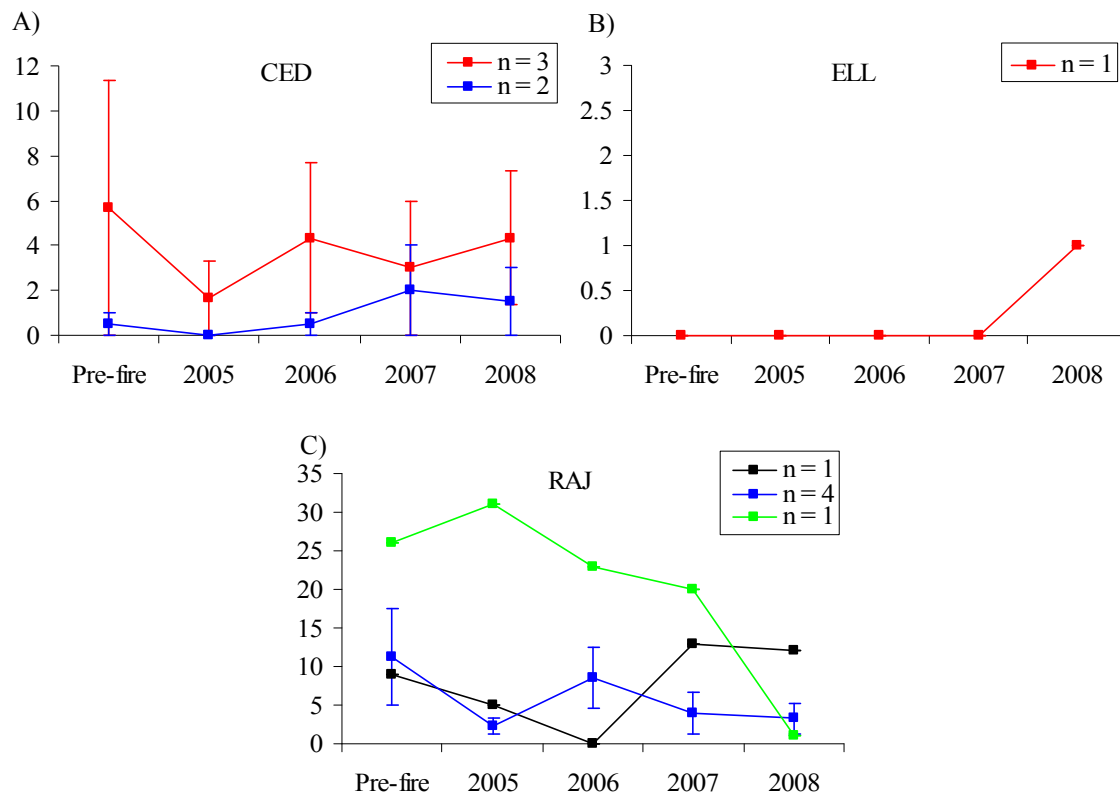 A)
CED
n = 3
n = 2
12
10
8
6
4
2
0
Pre-fire 2005 2006 2007 2008
B)
ELL
n = 1
3
2.5
2
1.5
1
0.5
0
Pre-fire 2005 2006 2007 2008
C)
RAJ
n = 1
n = 4
n = 1
35
30
25
20
15
10
5
0
Pre-fire 2005 2006 2007 2008